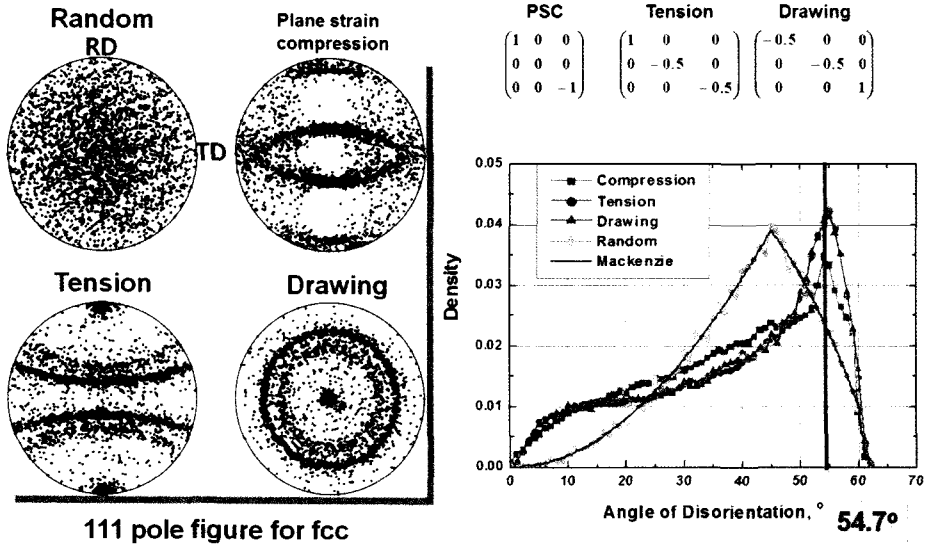 Random
RD
TD
Plane strain
compression
Tension
Drawing
111 pole figure for fcc
PSC
1 0 0
0 0 0
0 0 -1
Tension
1 0 0
0 -0.5 0
0 0 -0.5
Drawing
-0.5 0 0
0 -0.5 0
0 0 1
0.05
0.04
0.03
0.02
0.01
0.00
Density
Compression
Tension
Drawing
Random
Mackenzie
0 10 20 30 40 50 60 70
Angle of Disorientation, °
54.7°